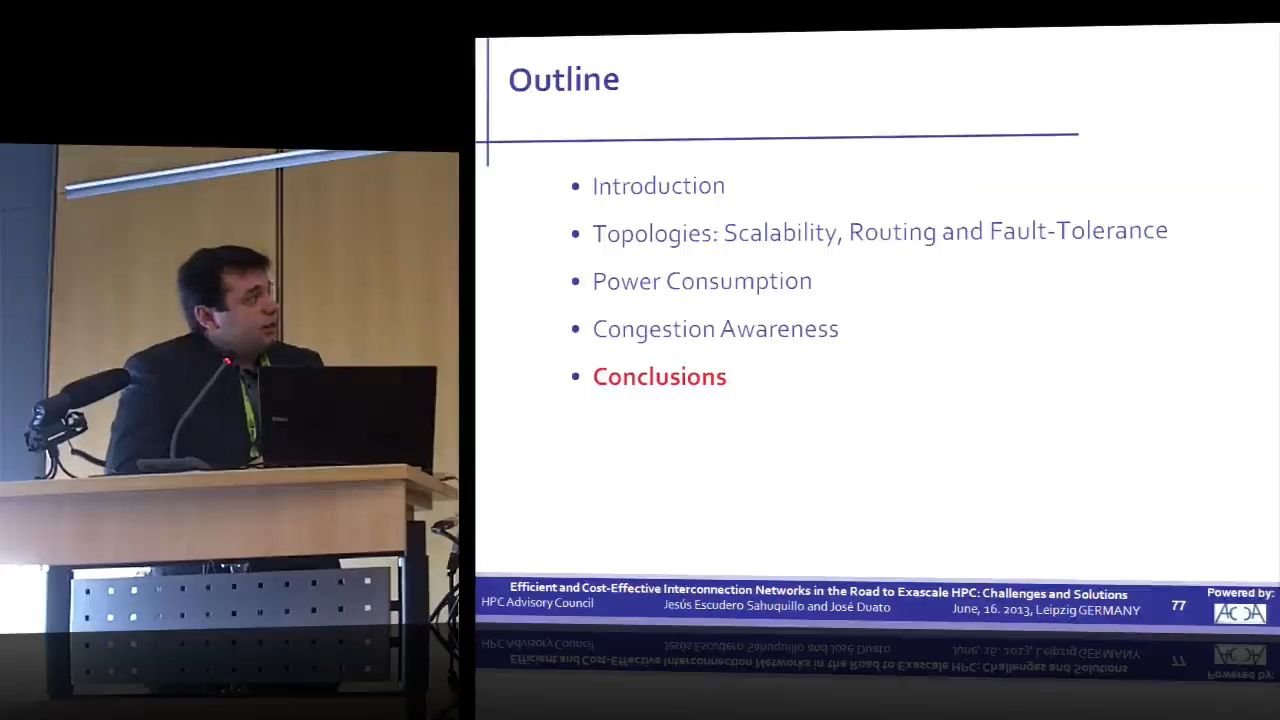 Outline
• Introduction
• Topologies: Scalability, Routing and Fault-Tolerance
• Power Consumption
• Congestion Awareness
• Conclusions
Efficient and Cost-Effective Interconnection Networks in the Road to Exascale HPC: Challenges and Solutions
HPC Advisory Council Jesús Escudero Sahuquillo and José Duato June, 16. 2013, Leipzig GERMANY
77
Powered by: